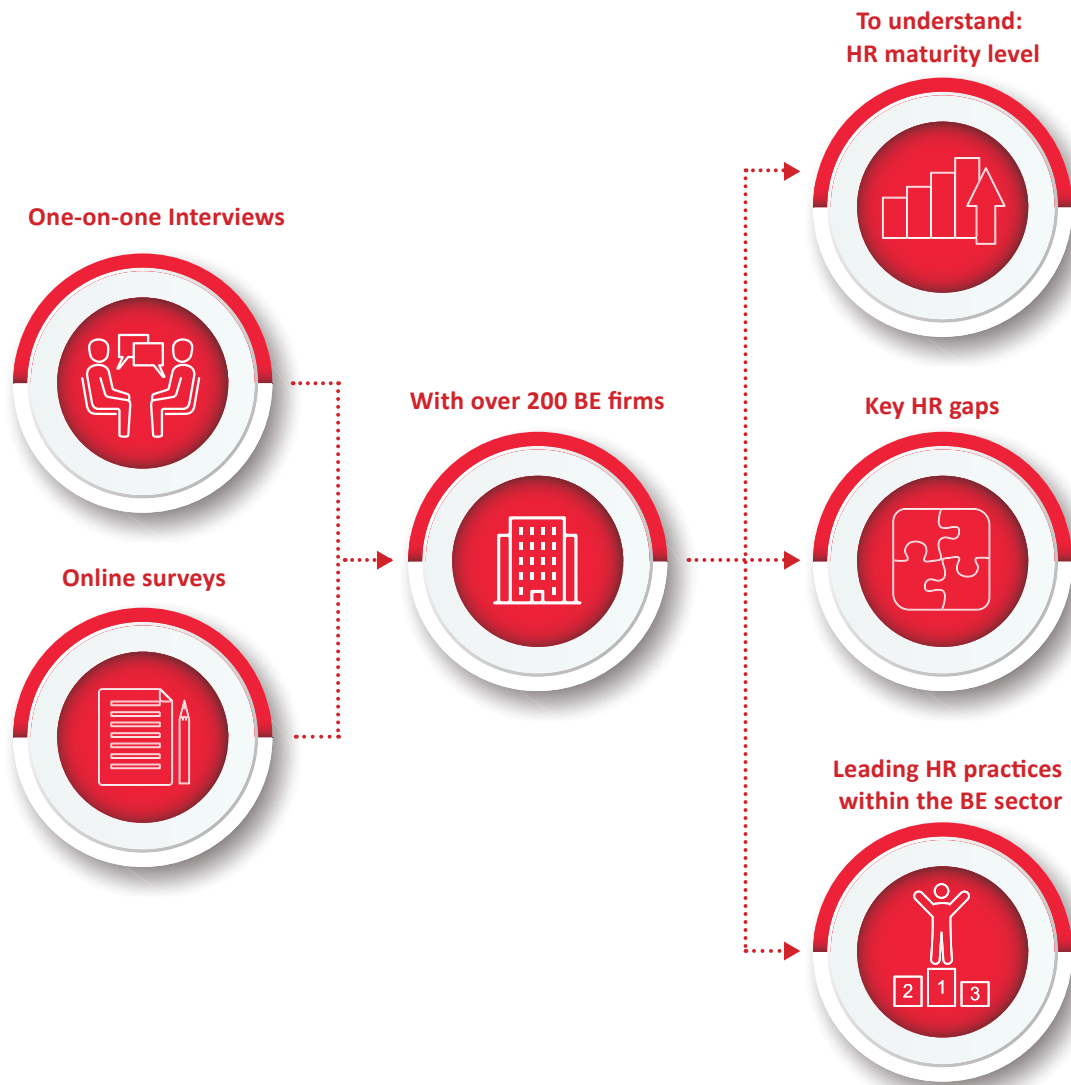 One-on-one Interviews
Online surveys
With over 200 BE firms
To understand:
HR maturity level
Key HR gaps
Leading HR practices
within the BE sector
2 1 3